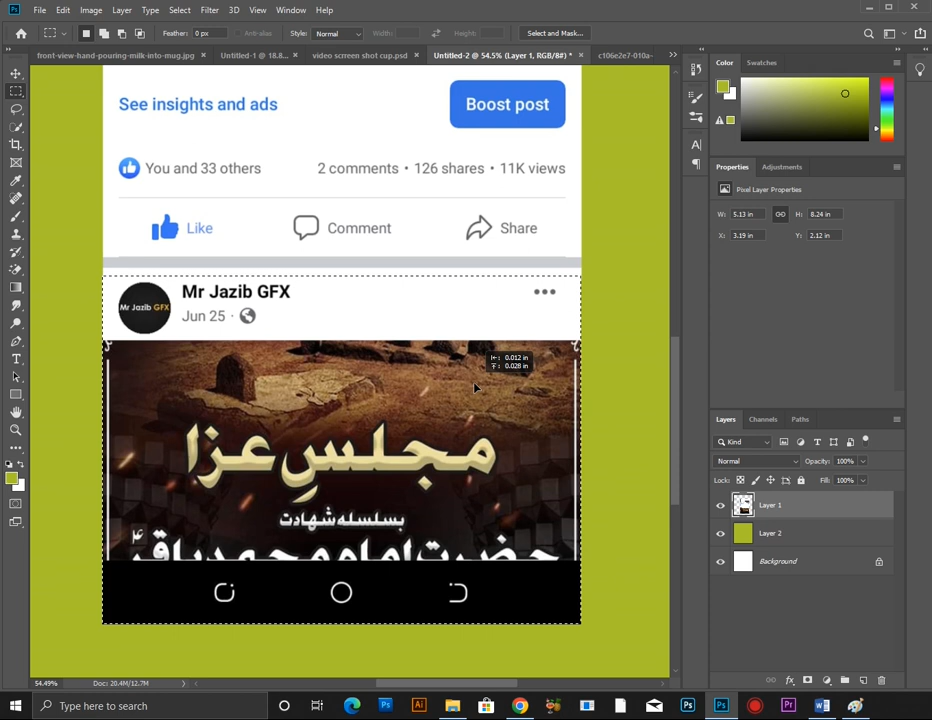 File Edit Image Layer Type Select Filter 3D View Window Help
Feather: 0 px Anti-alias Style: Normal Width: Height: Select and Mask...
front-view-hand-pouring-milk-into-mug.jpg × Untitled-1 @ 18.8... × video scrreen shot cup.psd × Untitled-2 @ 54.5% (Layer 1, RGB/8#) * × c106e2e7-010a-
Color Swatches
See insights and ads Boost post
You and 33 others 2 comments • 126 shares • 11K views
Like Comment Share
Mr Jazib GFX
Mr Jazib GFX
Jun 25 ·
0.012 in
0.028 in
مجلسِ عزا
بسلسلہ شہادت
حضرت امام محمد باقرؑ
Properties Adjustments
Pixel Layer Properties
W: 5.13 in H: 8.24 in
X: 3.19 in Y: 2.12 in
Layers Channels Paths
Kind
Normal Opacity: 100%
Lock: Fill: 100%
Layer 1
Layer 2
Background
54.49% Doc: 20.4M/12.7M
Type here to search